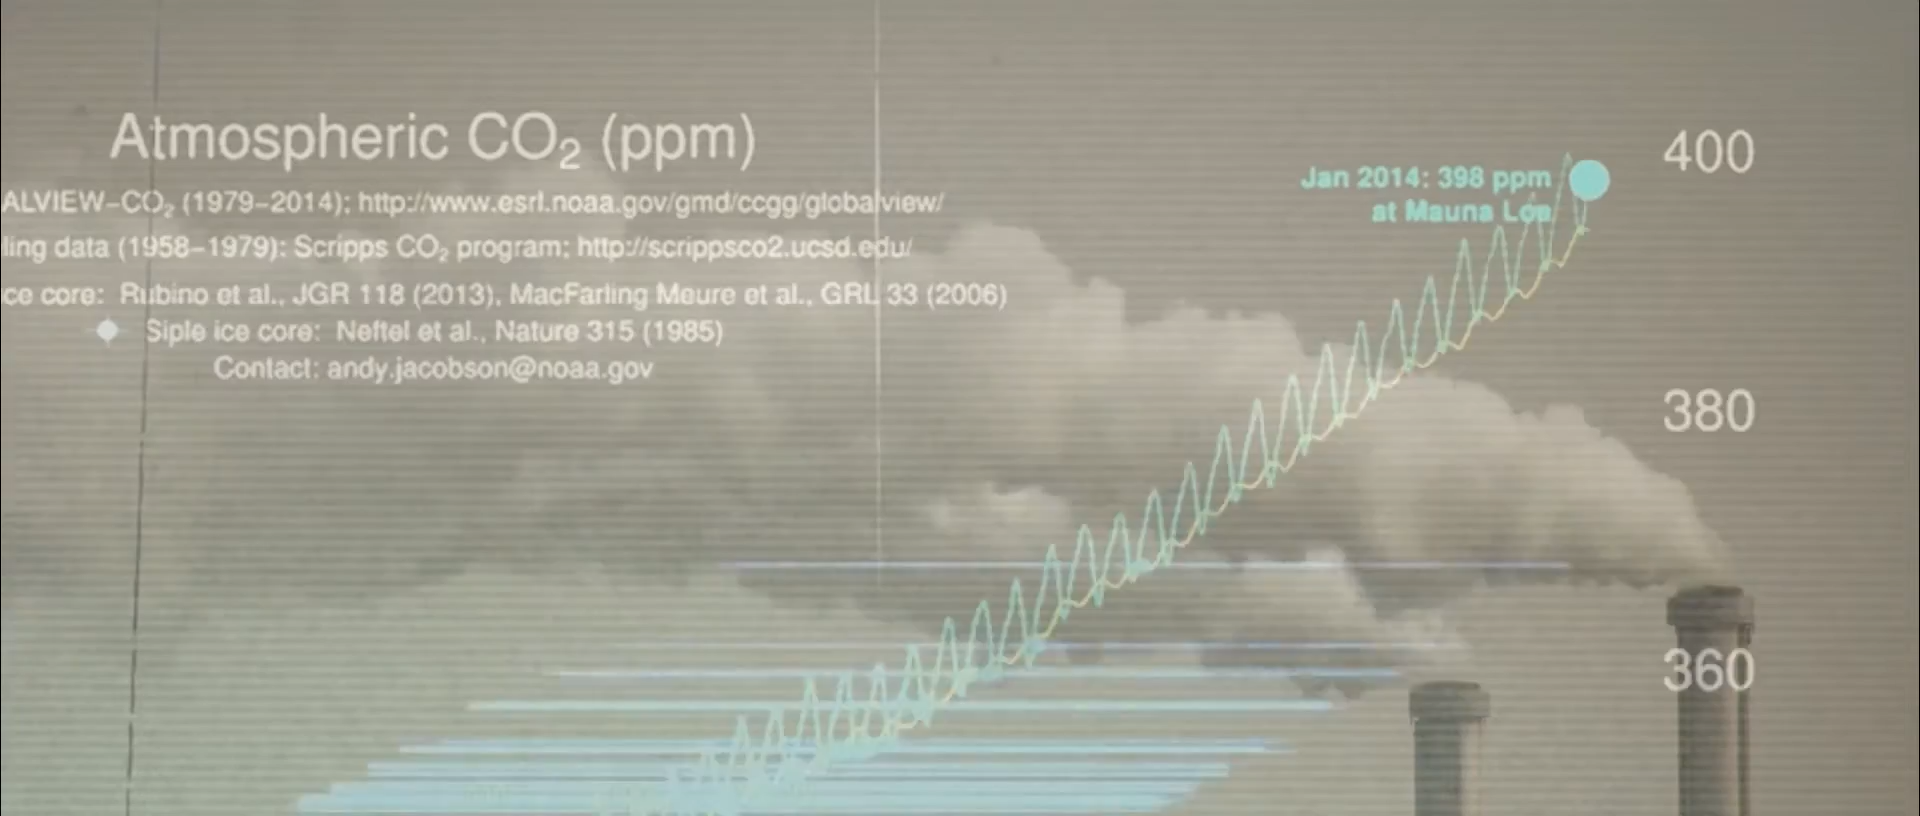 Atmospheric CO₂ (ppm)
ALVIEW-CO₂ (1979-2014): http://www.esrl.noaa.gov/gmd/ccgg/globalview/
ling data (1958-1979): Scripps CO₂ program; http://scrippsco2.ucsd.edu/
ce core: Rubino et al., JGR 118 (2013), MacFarling Meure et al., GRL 33 (2006)
Siple ice core: Neftel et al., Nature 315 (1985)
Contact: andy.jacobson@noaa.gov
Jan 2014: 398 ppm
at Mauna Loa
400
380
360